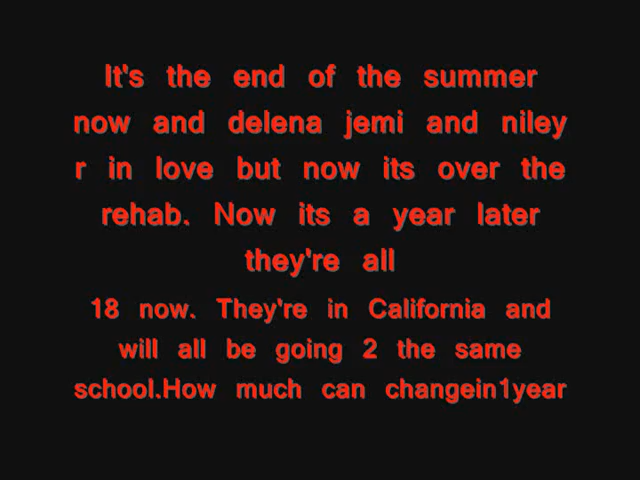 It's the end of the summer
now and delena jemi and niley
r in love but now its over the
rehab. Now its a year later
they're all
18 now. They're in California and
will all be going 2 the same
school.How much can changein1year